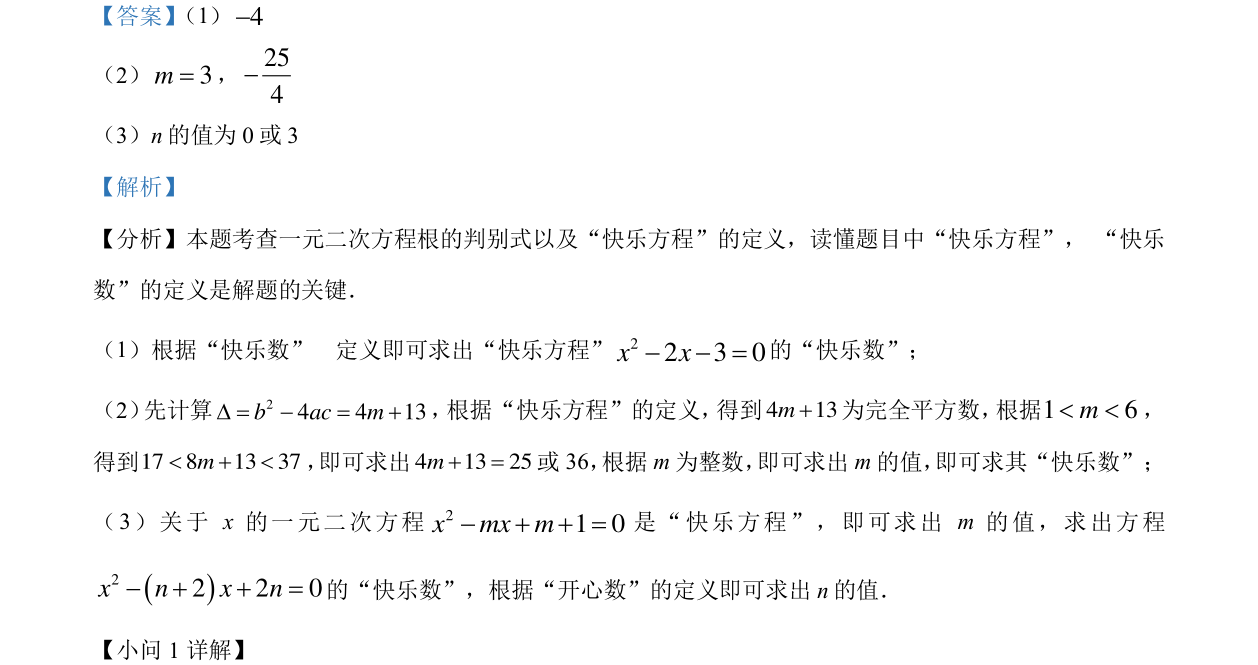 【答案】（1）−4
（2）m = 3，−25/4
（3）n 的值为 0 或 3
【解析】
【分析】本题考查一元二次方程根的判别式以及“快乐方程”的定义，读懂题目中“快乐方程”， “快乐
数”的定义是解题的关键．
（1）根据“快乐数” 定义即可求出“快乐方程” x² − 2x − 3 = 0 的“快乐数”；
（2）先计算 Δ = b² − 4ac = 4m + 13，根据“快乐方程”的定义，得到 4m + 13 为完全平方数，根据 1 < m < 6，
得到 17 < 8m + 13 < 37，即可求出 4m + 13 = 25 或 36，根据 m 为整数，即可求出 m 的值，即可求其“快乐数”；
（3）关于 x 的一元二次方程 x² − mx + m + 1 = 0 是“快乐方程”，即可求出 m 的值，求出方程
x² − (n + 2)x + 2n = 0 的“快乐数”，根据“开心数”的定义即可求出 n 的值．
【小问 1 详解】